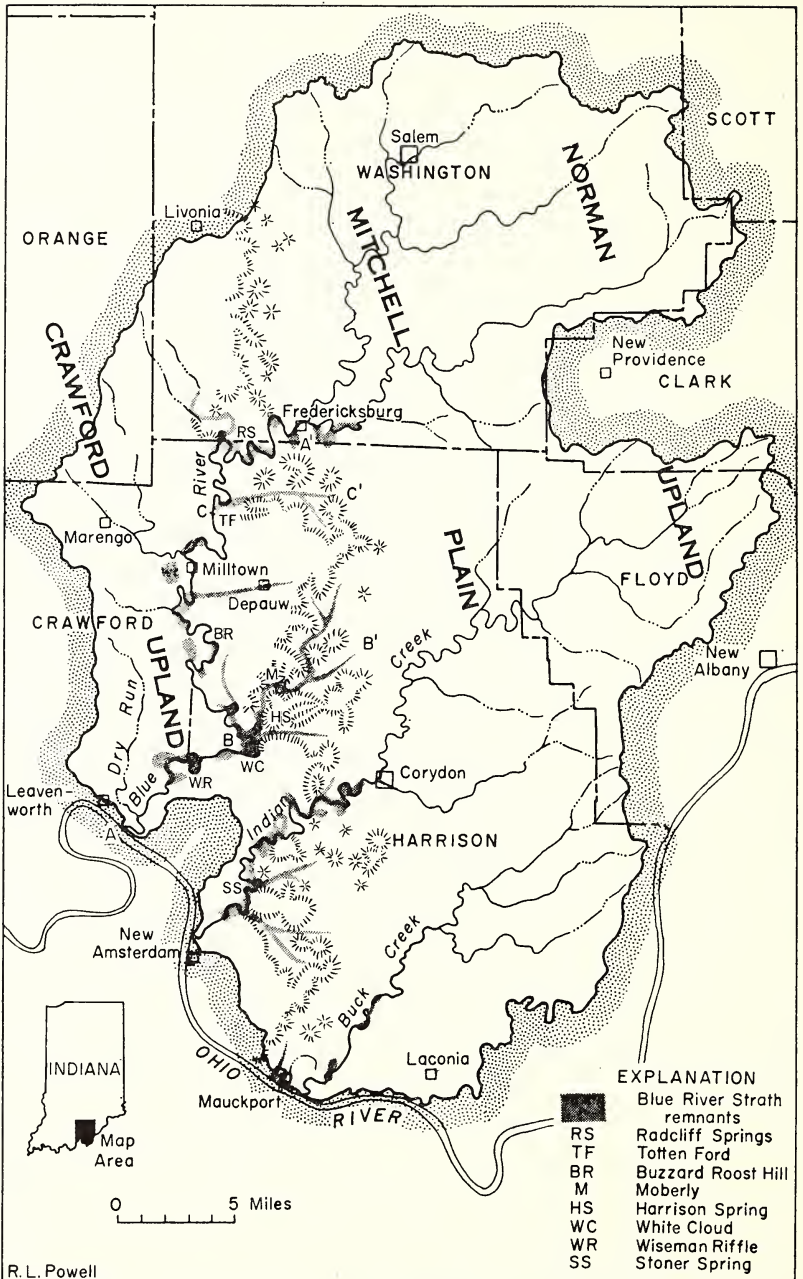 SCOTT
Salem
WASHINGTON
NORMAN
Livonia
ORANGE
MITCHELL
CRAWFORD
New
Providence
CLARK
Fredericksburg
RS
A'
River
C'
C
TF
UPLAND
Marengo
PLAIN
Milltown
FLOYD
Depauw
CRAWFORD
BR
UPLAND
B'
Creek
New
Albany
M
HS
Dry Run
B
WC
Blue
WR
Corydon
Leaven-
worth
Indian
A
HARRISON
SS
New
Amsterdam
Buck Creek
INDIANA
OHIO
Laconia
Map
Area
Mauckport
RIVER
EXPLANATION
Blue River Strath
remnants
RS Radcliff Springs
TF Totten Ford
BR Buzzard Roost Hill
M Moberly
HS Harrison Spring
WC White Cloud
WR Wiseman Riffle
SS Stoner Spring
0 5 Miles
R.L. Powell